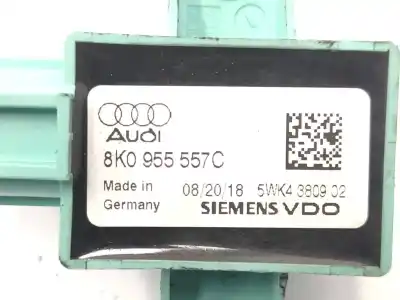 Audi
8K0 955 557C
Made in
Germany
08/20/18 5WK4 3809 02
SIEMENS VDO